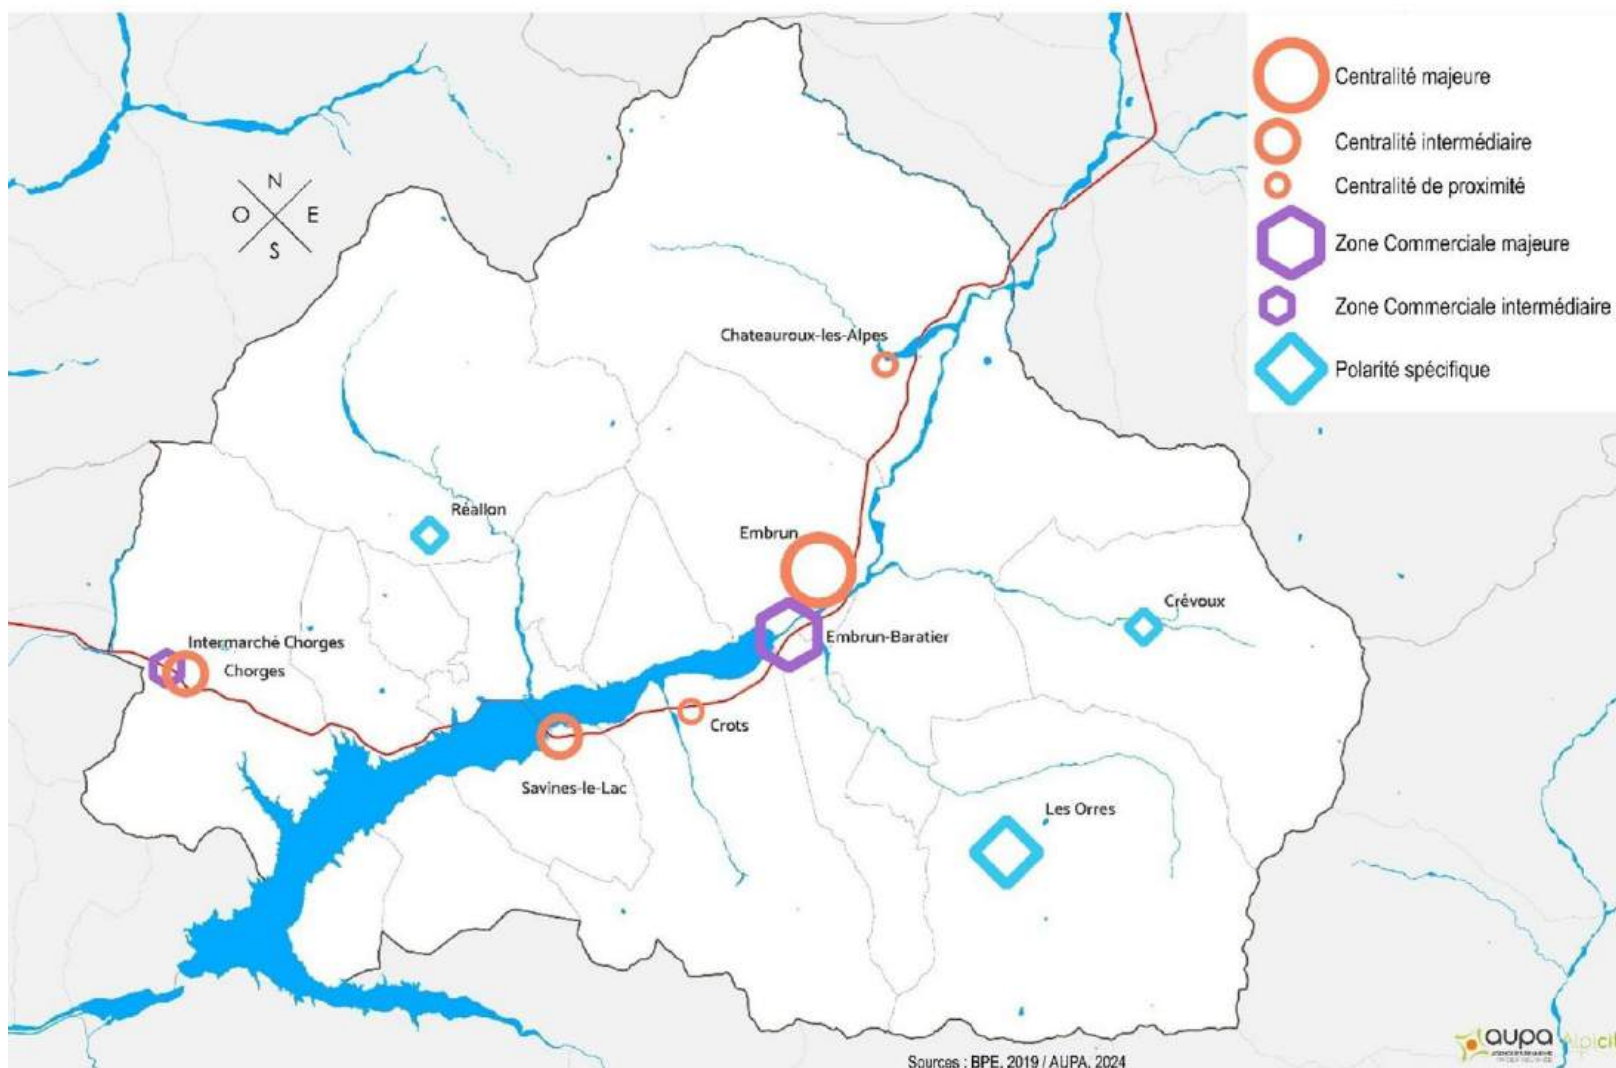 Centralité majeure
Centralité intermédiaire
Centralité de proximité
Zone Commerciale majeure
Zone Commerciale intermédiaire
Polarité spécifique
N
O E
S
Chateauroux-les-Alpes
Réallon
Embrun
Crévoux
Embrun-Baratier
Intermarché Chorges
Chorges
Crots
Savines-le-Lac
Les Orres
Sources : BPE, 2019 / AUPA, 2024
aupa